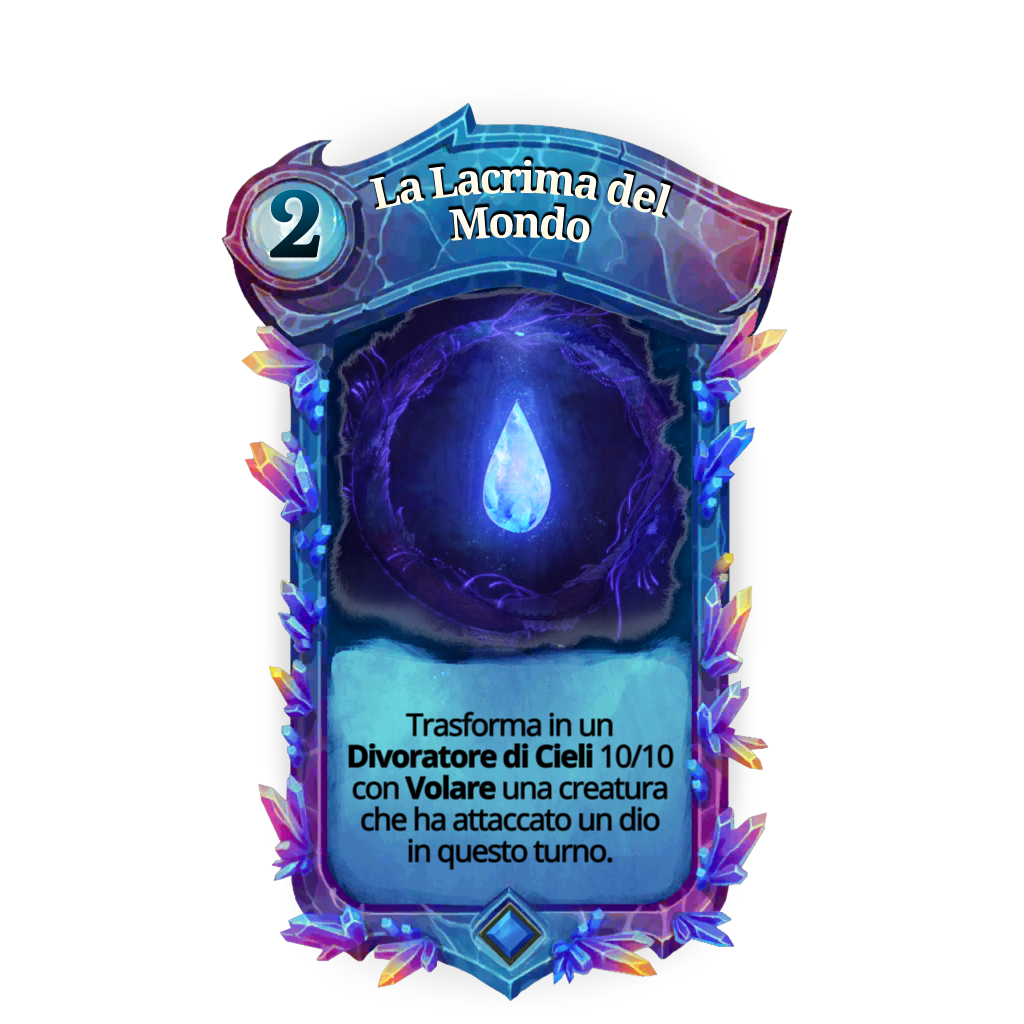 2
La Lacrima del
Mondo
Trasforma in un
Divoratore di Cieli 10/10
con Volare una creatura
che ha attaccato un dio
in questo turno.